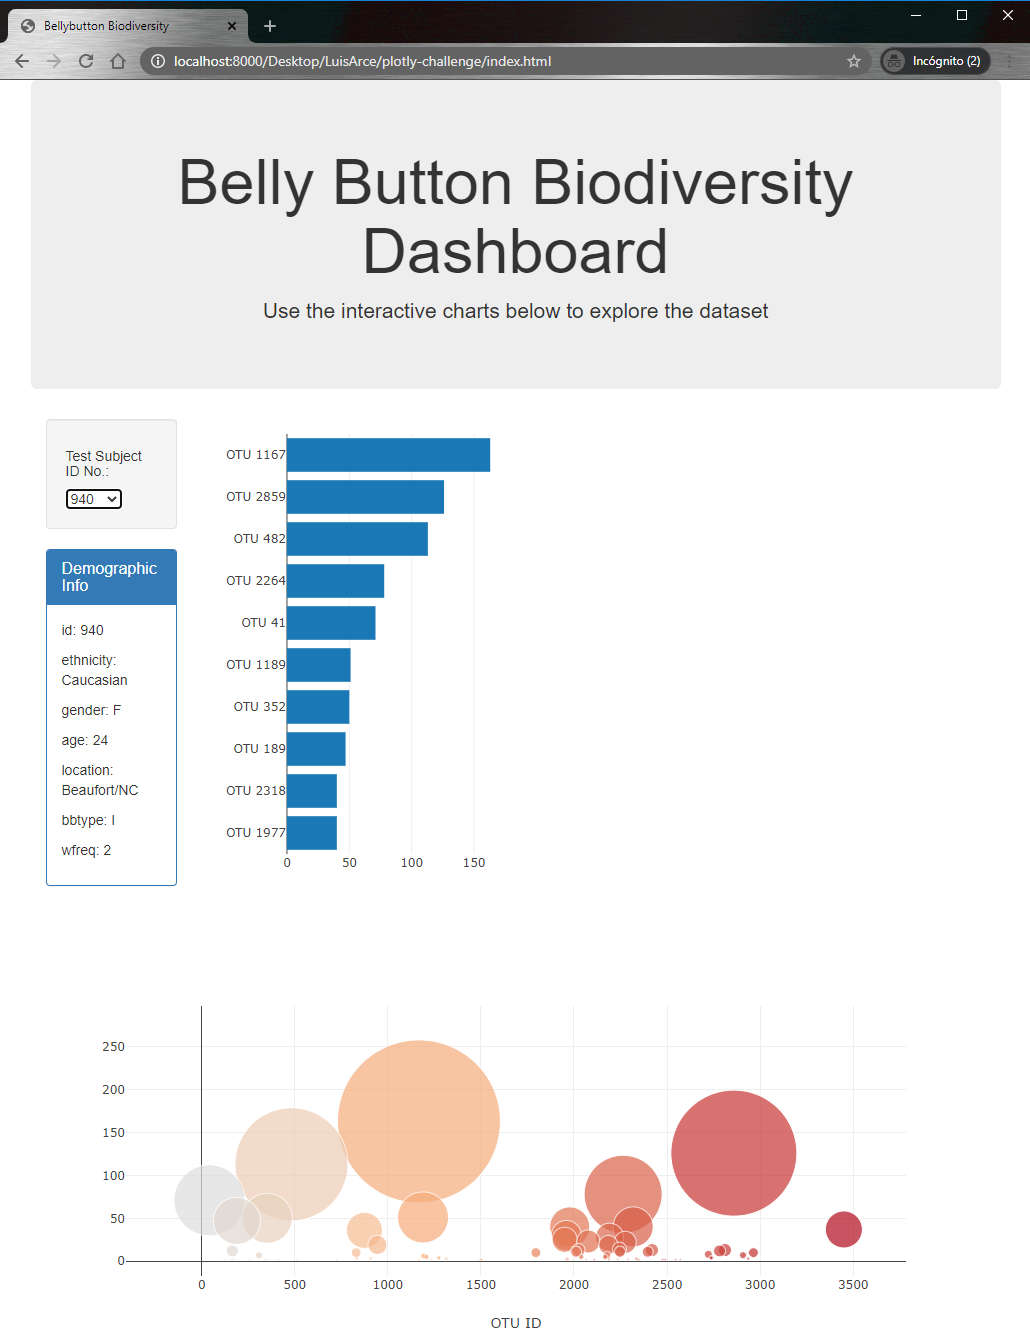 Bellybutton Biodiversity
localhost:8000/Desktop/LuisArce/plotly-challenge/index.html
Incógnito (2)
Belly Button Biodiversity
Dashboard
Use the interactive charts below to explore the dataset
Test Subject
ID No.:
940
Demographic
Info
id: 940
ethnicity:
Caucasian
gender: F
age: 24
location:
Beaufort/NC
bbtype: I
wfreq: 2
OTU 1167
OTU 2859
OTU 482
OTU 2264
OTU 41
OTU 1189
OTU 352
OTU 189
OTU 2318
OTU 1977
0 50 100 150
250
200
150
100
50
0
0 500 1000 1500 2000 2500 3000 3500
OTU ID